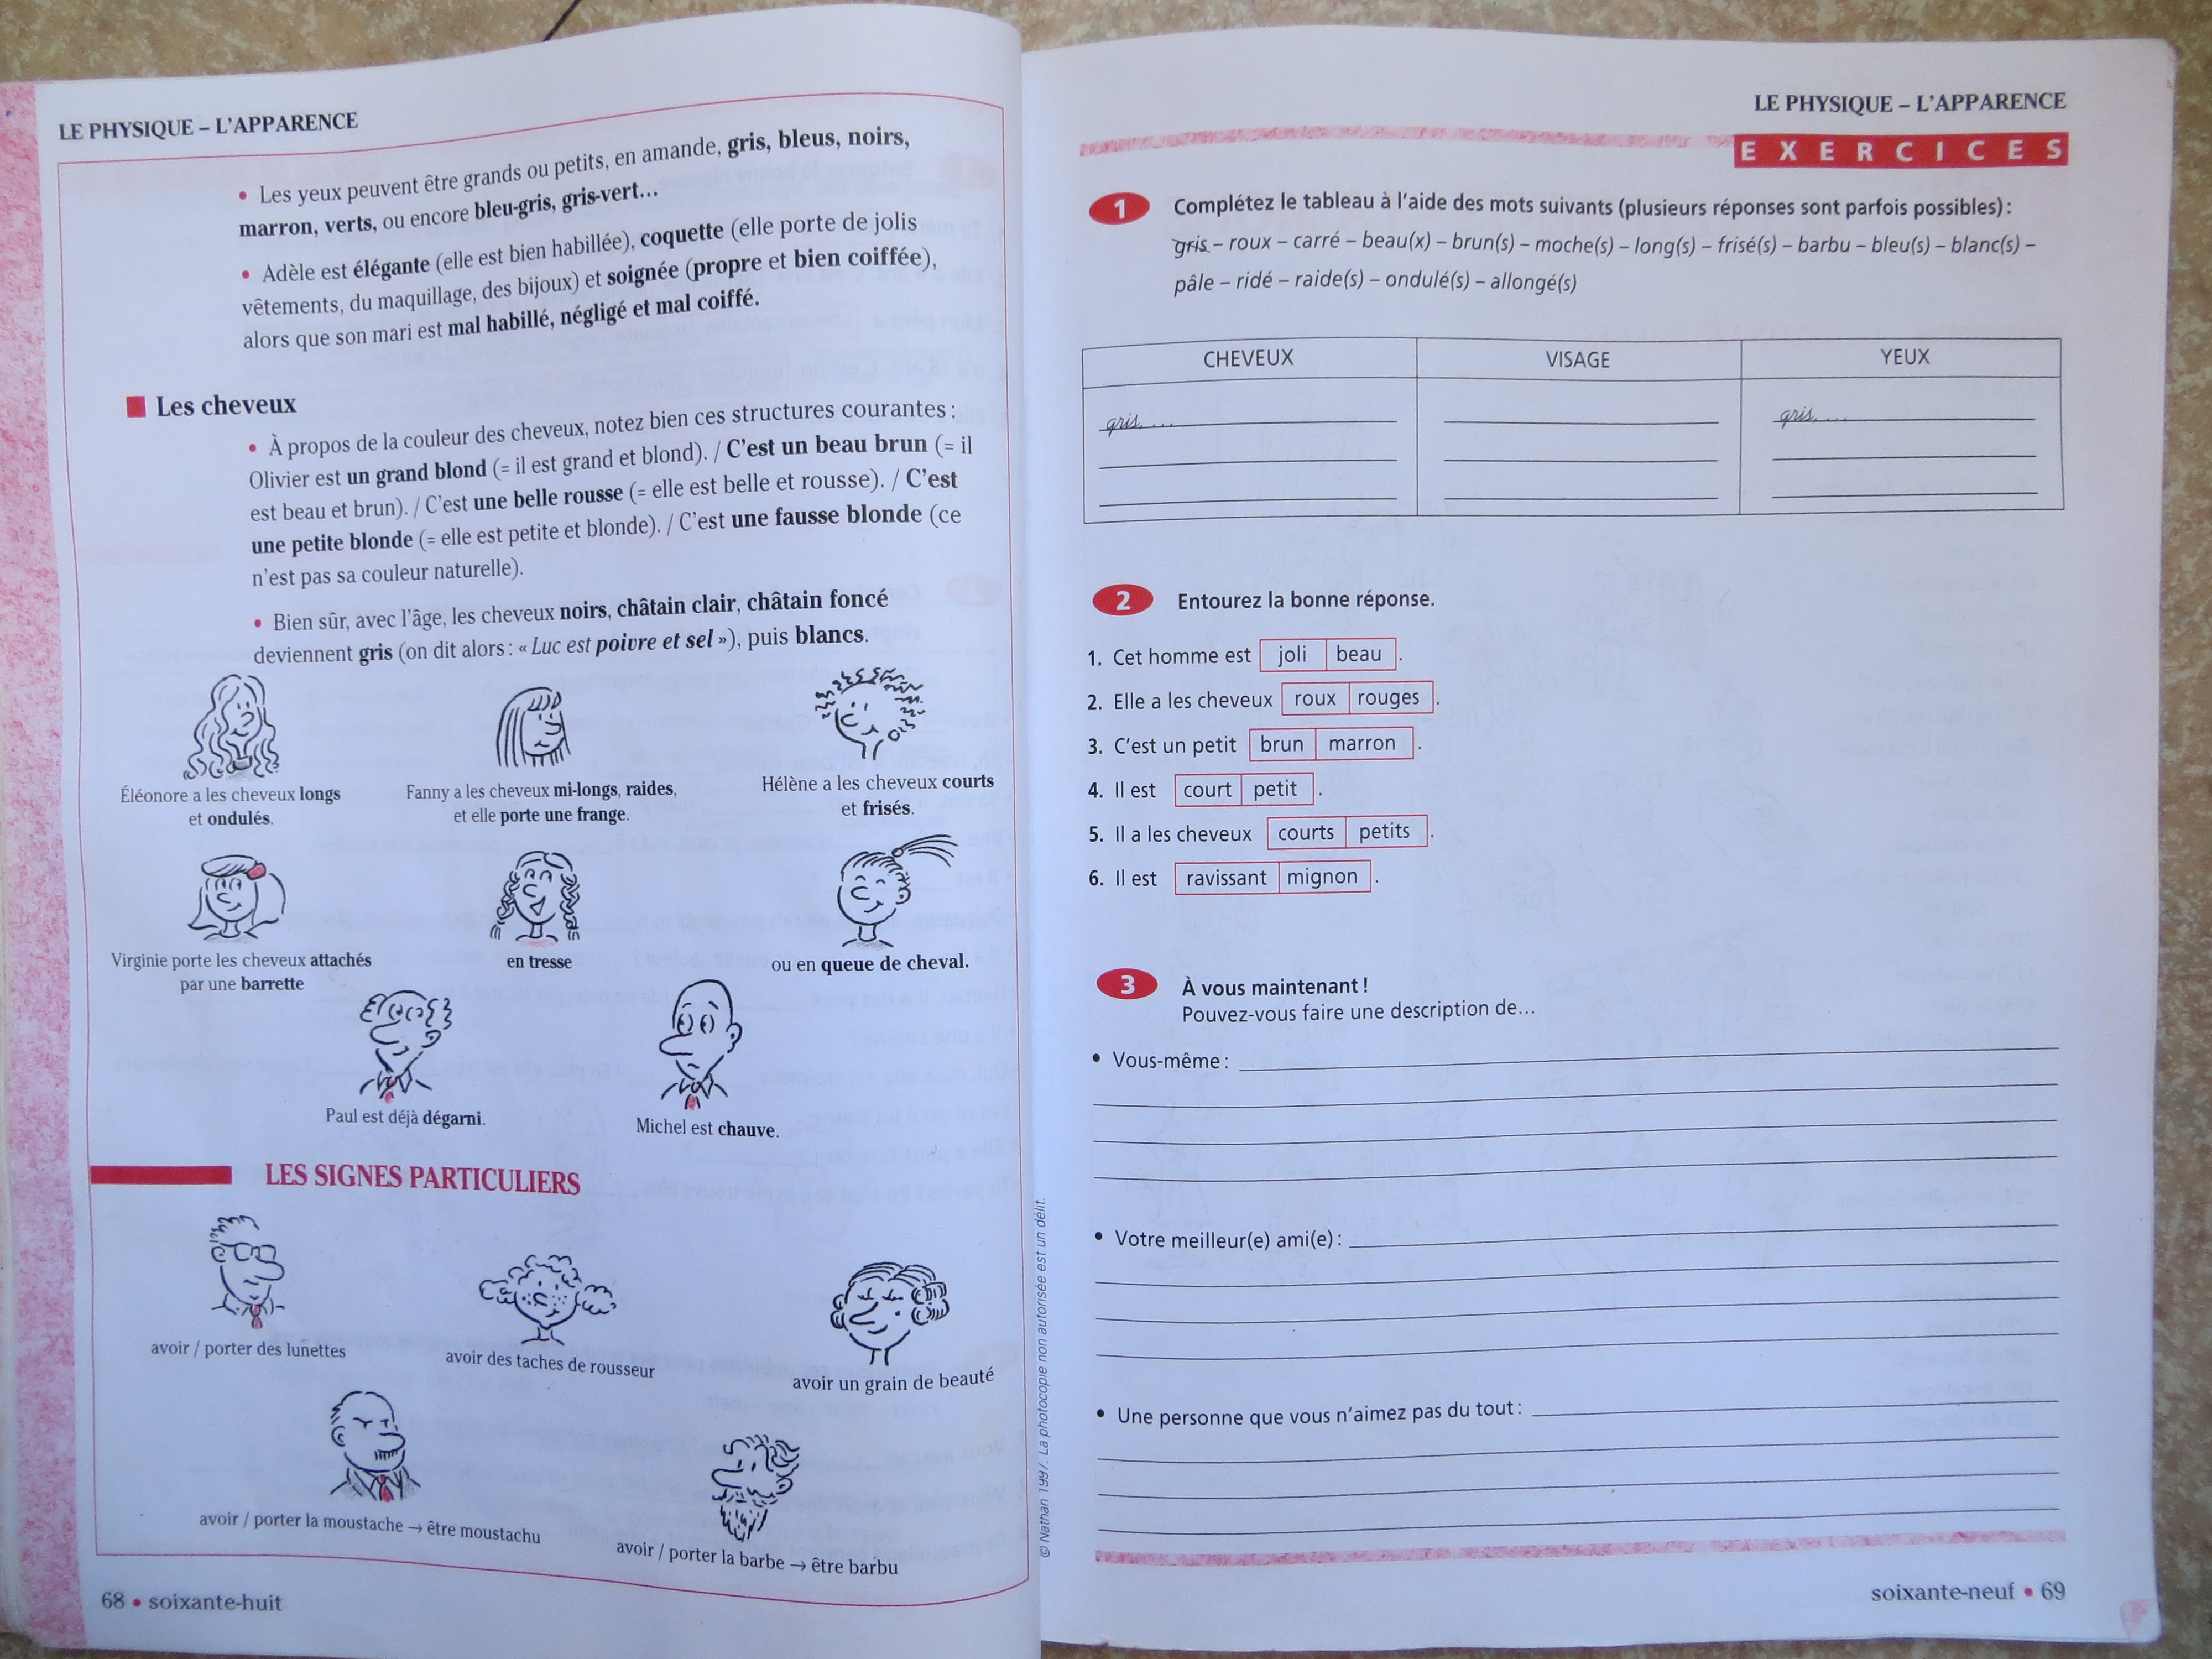 LE PHYSIQUE – L'APPARENCE
• Les yeux peuvent être grands ou petits, en amande, gris, bleus, noirs,
marron, verts, ou encore bleu-gris, gris-vert…
• Adèle est élégante (elle est bien habillée), coquette (elle porte de jolis
vêtements, du maquillage, des bijoux) et soignée (propre et bien coiffée),
alors que son mari est mal habillé, négligé et mal coiffé.
Les cheveux
• À propos de la couleur des cheveux, notez bien ces structures courantes :
Olivier est un grand blond (= il est grand et blond). / C'est un beau brun (= il
est beau et brun). / C'est une belle rousse (= elle est belle et rousse). / C'est
une petite blonde (= elle est petite et blonde). / C'est une fausse blonde (ce
n'est pas sa couleur naturelle).
• Bien sûr, avec l'âge, les cheveux noirs, châtain clair, châtain foncé
deviennent gris (on dit alors : « Luc est poivre et sel »), puis blancs.
Éléonore a les cheveux longs
et ondulés.
Fanny a les cheveux mi-longs, raides,
et elle porte une frange.
Hélène a les cheveux courts
et frisés.
Virginie porte les cheveux attachés
par une barrette
en tresse
ou en queue de cheval.
Paul est déjà dégarni.
Michel est chauve.
LES SIGNES PARTICULIERS
avoir / porter des lunettes
avoir des taches de rousseur
avoir un grain de beauté
avoir / porter la moustache → être moustachu
avoir / porter la barbe → être barbu
68 • soixante-huit
© Nathan 1997. La photocopie non autorisée est un délit.
LE PHYSIQUE – L'APPARENCE
EXERCICES
1 Complétez le tableau à l'aide des mots suivants (plusieurs réponses sont parfois possibles) :
gris – roux – carré – beau(x) – brun(s) – moche(s) – long(s) – frisé(s) – barbu – bleu(s) – blanc(s) –
pâle – ridé – raide(s) – ondulé(s) – allongé(s)
CHEVEUX VISAGE YEUX
gris, ... gris, ...
2 Entourez la bonne réponse.
1. Cet homme est joli beau .
2. Elle a les cheveux roux rouges .
3. C'est un petit brun marron .
4. Il est court petit .
5. Il a les cheveux courts petits .
6. Il est ravissant mignon .
3 À vous maintenant !
Pouvez-vous faire une description de…
• Vous-même :
• Votre meilleur(e) ami(e) :
• Une personne que vous n'aimez pas du tout :
soixante-neuf • 69